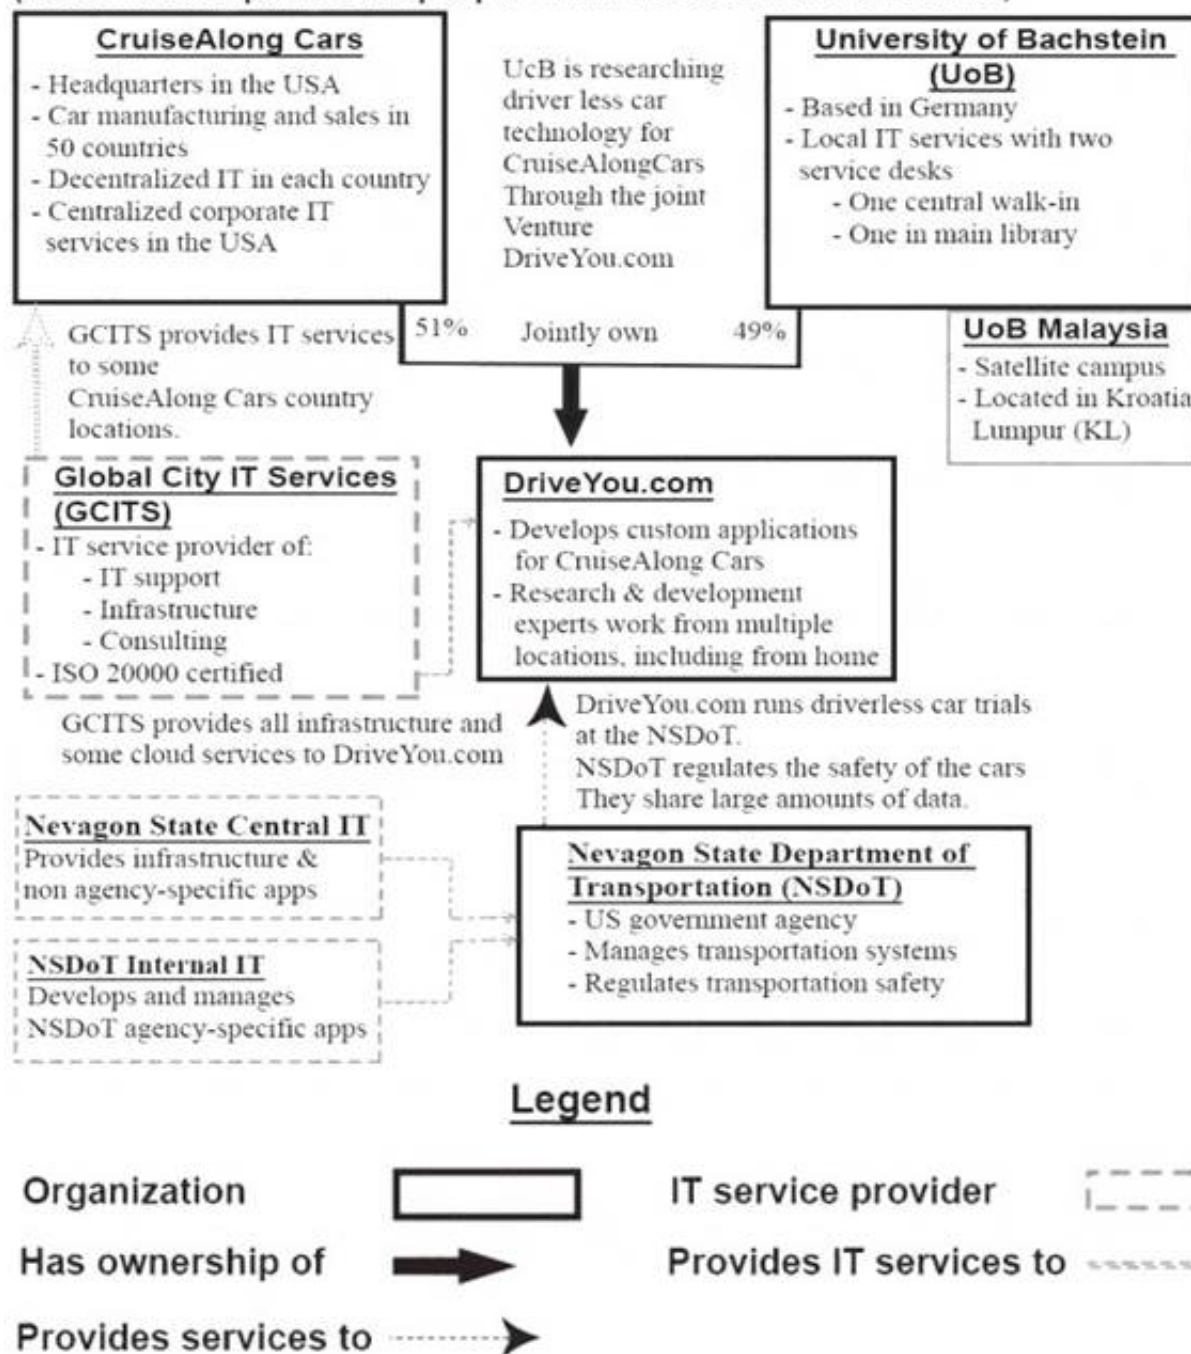 CruiseAlong Cars
- Headquarters in the USA
- Car manufacturing and sales in
50 countries
- Decentralized IT in each country
- Centralized corporate IT
services in the USA
UcB is researching
driver less car
technology for
CruiseAlongCars
Through the joint
Venture
DriveYou.com
University of Bachstein
(UoB)
- Based in Germany
- Local IT services with two
service desks
- One central walk-in
- One in main library
51% Jointly own 49%
UoB Malaysia
- Satellite campus
- Located in Kroatia
Lumpur (KL)
GCITS provides IT services
to some
CruiseAlong Cars country
locations.
Global City IT Services
(GCITS)
- IT service provider of:
- IT support
- Infrastructure
- Consulting
- ISO 20000 certified
DriveYou.com
- Develops custom applications
for CruiseAlong Cars
- Research & development
experts work from multiple
locations, including from home
GCITS provides all infrastructure and
some cloud services to DriveYou.com
DriveYou.com runs driverless car trials
at the NSDoT.
NSDoT regulates the safety of the cars
They share large amounts of data.
Nevagon State Central IT
Provides infrastructure &
non agency-specific apps
NSDoT Internal IT
Develops and manages
NSDoT agency-specific apps
Nevagon State Department of
Transportation (NSDoT)
- US government agency
- Manages transportation systems
- Regulates transportation safety
Legend
Organization
IT service provider
Has ownership of
Provides IT services to
Provides services to